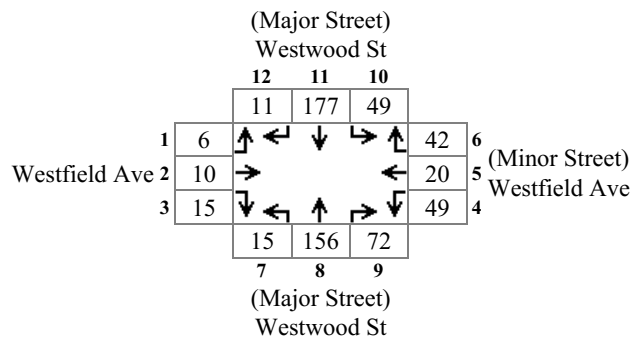 (Major Street)
Westwood St
12 11 10
11 177 49
1 6 42 6
Westfield Ave 2 10 20 5 (Minor Street)
Westfield Ave
3 15 49 4
15 156 72
7 8 9
(Major Street)
Westwood St